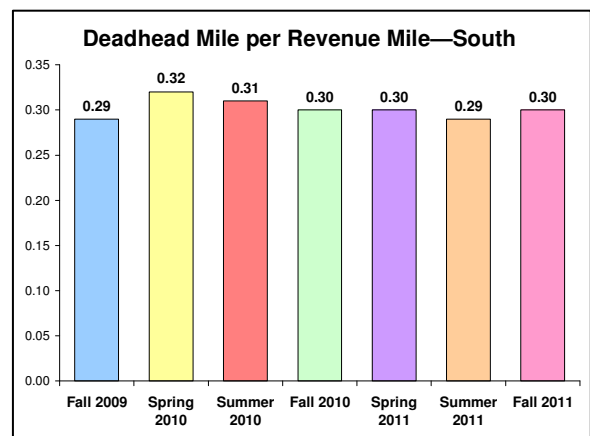 Deadhead Mile per Revenue Mile—South
0.35
0.30
0.25
0.20
0.15
0.10
0.05
0.00
0.29
0.32
0.31
0.30
0.30
0.29
0.30
Fall 2009
Spring
2010
Summer
2010
Fall 2010
Spring
2011
Summer
2011
Fall 2011